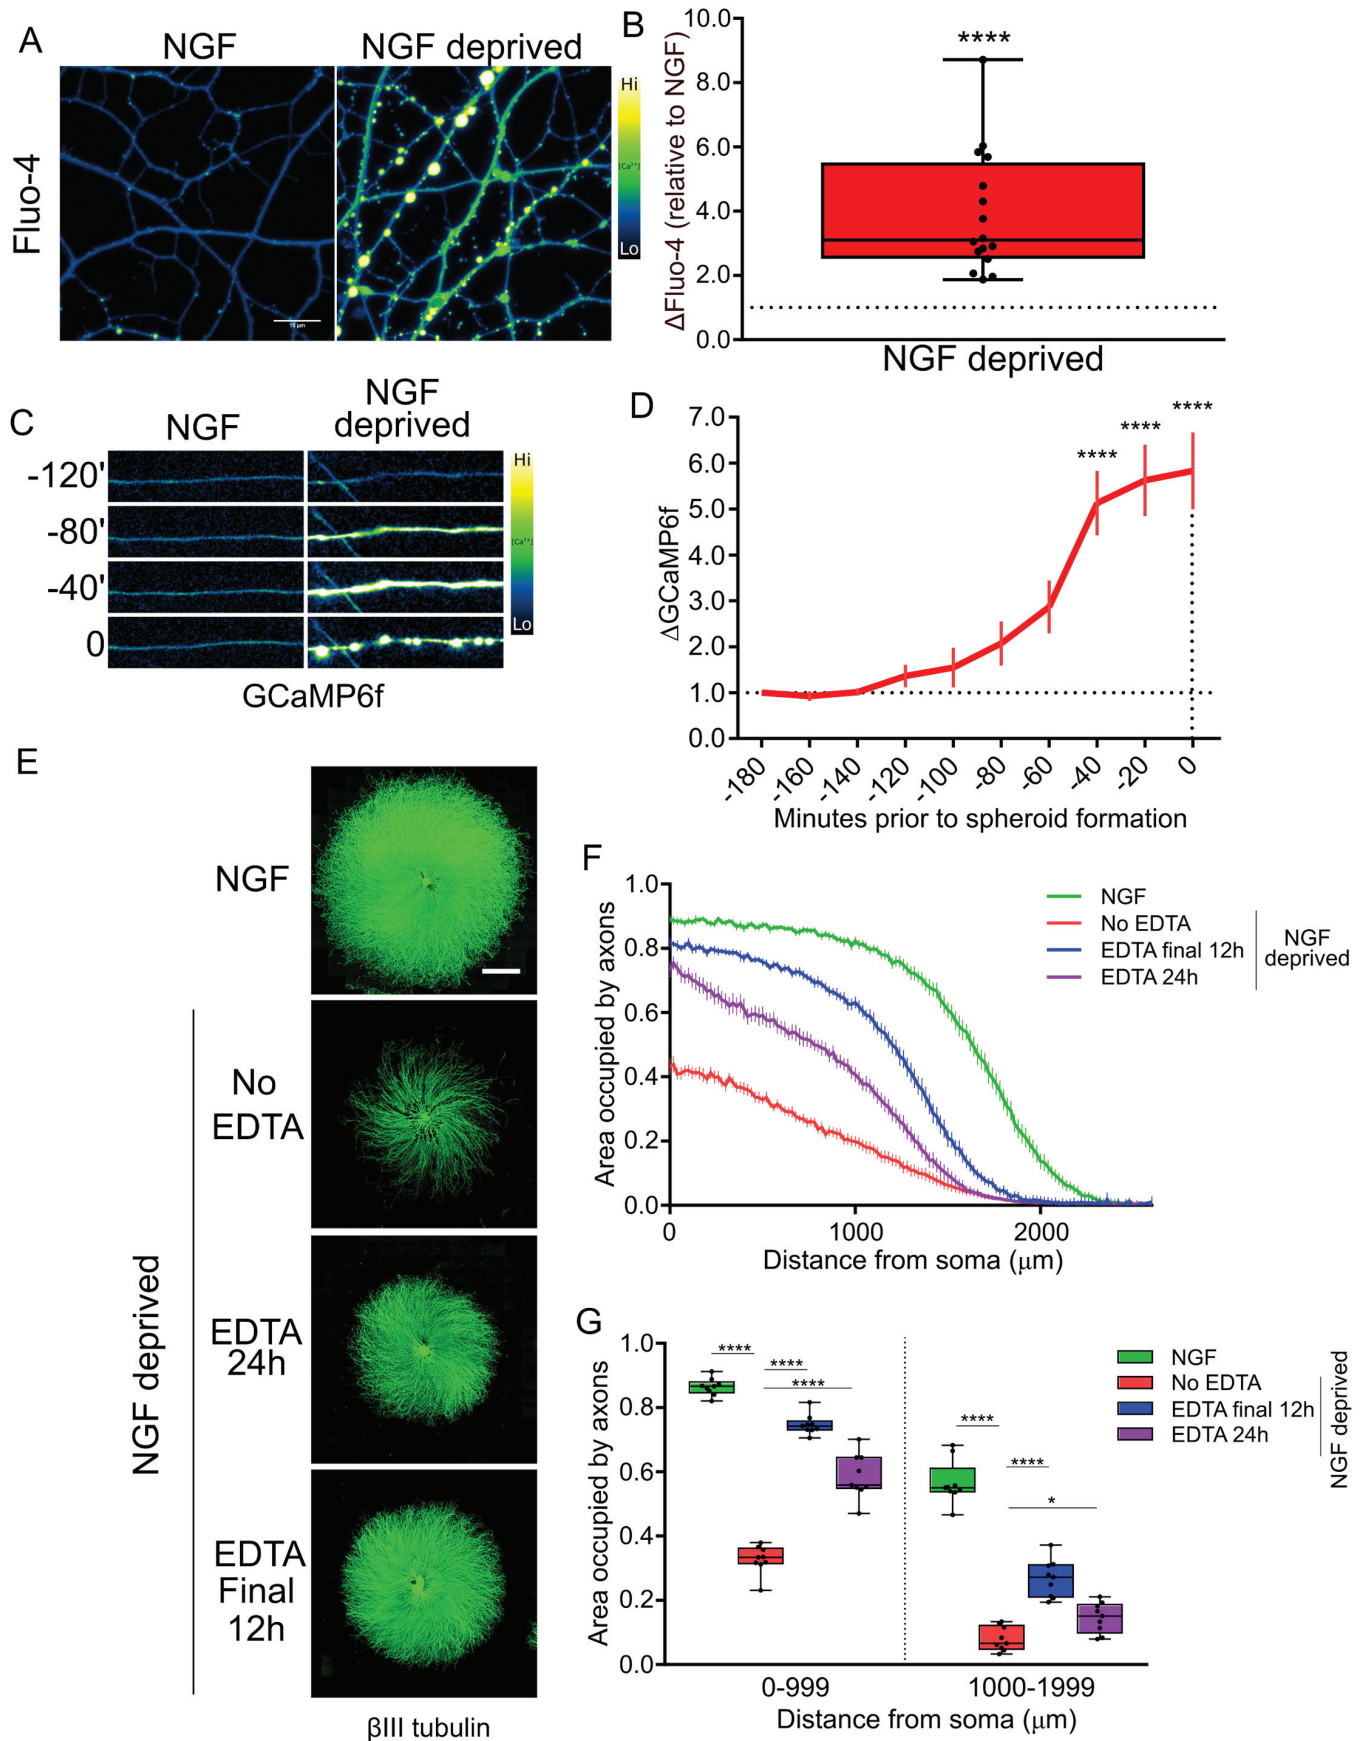 A
NGF
NGF deprived
Fluo-4
Hi
[Ca²⁺]
Lo
10 µm
B
10.0
8.0
6.0
4.0
2.0
0.0
ΔFluo-4 (relative to NGF)
****
NGF deprived
C
NGF
NGF
deprived
-120'
-80'
-40'
0
Hi
[Ca²⁺]
Lo
GCaMP6f
D
7.0
6.0
5.0
4.0
3.0
2.0
1.0
0.0
ΔGCaMP6f
****
****
****
-180
-160
-140
-120
-100
-80
-60
-40
-20
0
Minutes prior to spheroid formation
E
NGF
No
EDTA
EDTA
24h
EDTA
Final
12h
NGF deprived
βIII tubulin
F
1.0
0.8
0.6
0.4
0.2
0.0
Area occupied by axons
0
1000
2000
Distance from soma (μm)
NGF
No EDTA
EDTA final 12h
EDTA 24h
NGF
deprived
G
1.0
0.8
0.6
0.4
0.2
0.0
Area occupied by axons
****
****
****
****
****
*
0-999
1000-1999
Distance from soma (μm)
NGF
No EDTA
EDTA final 12h
EDTA 24h
NGF deprived